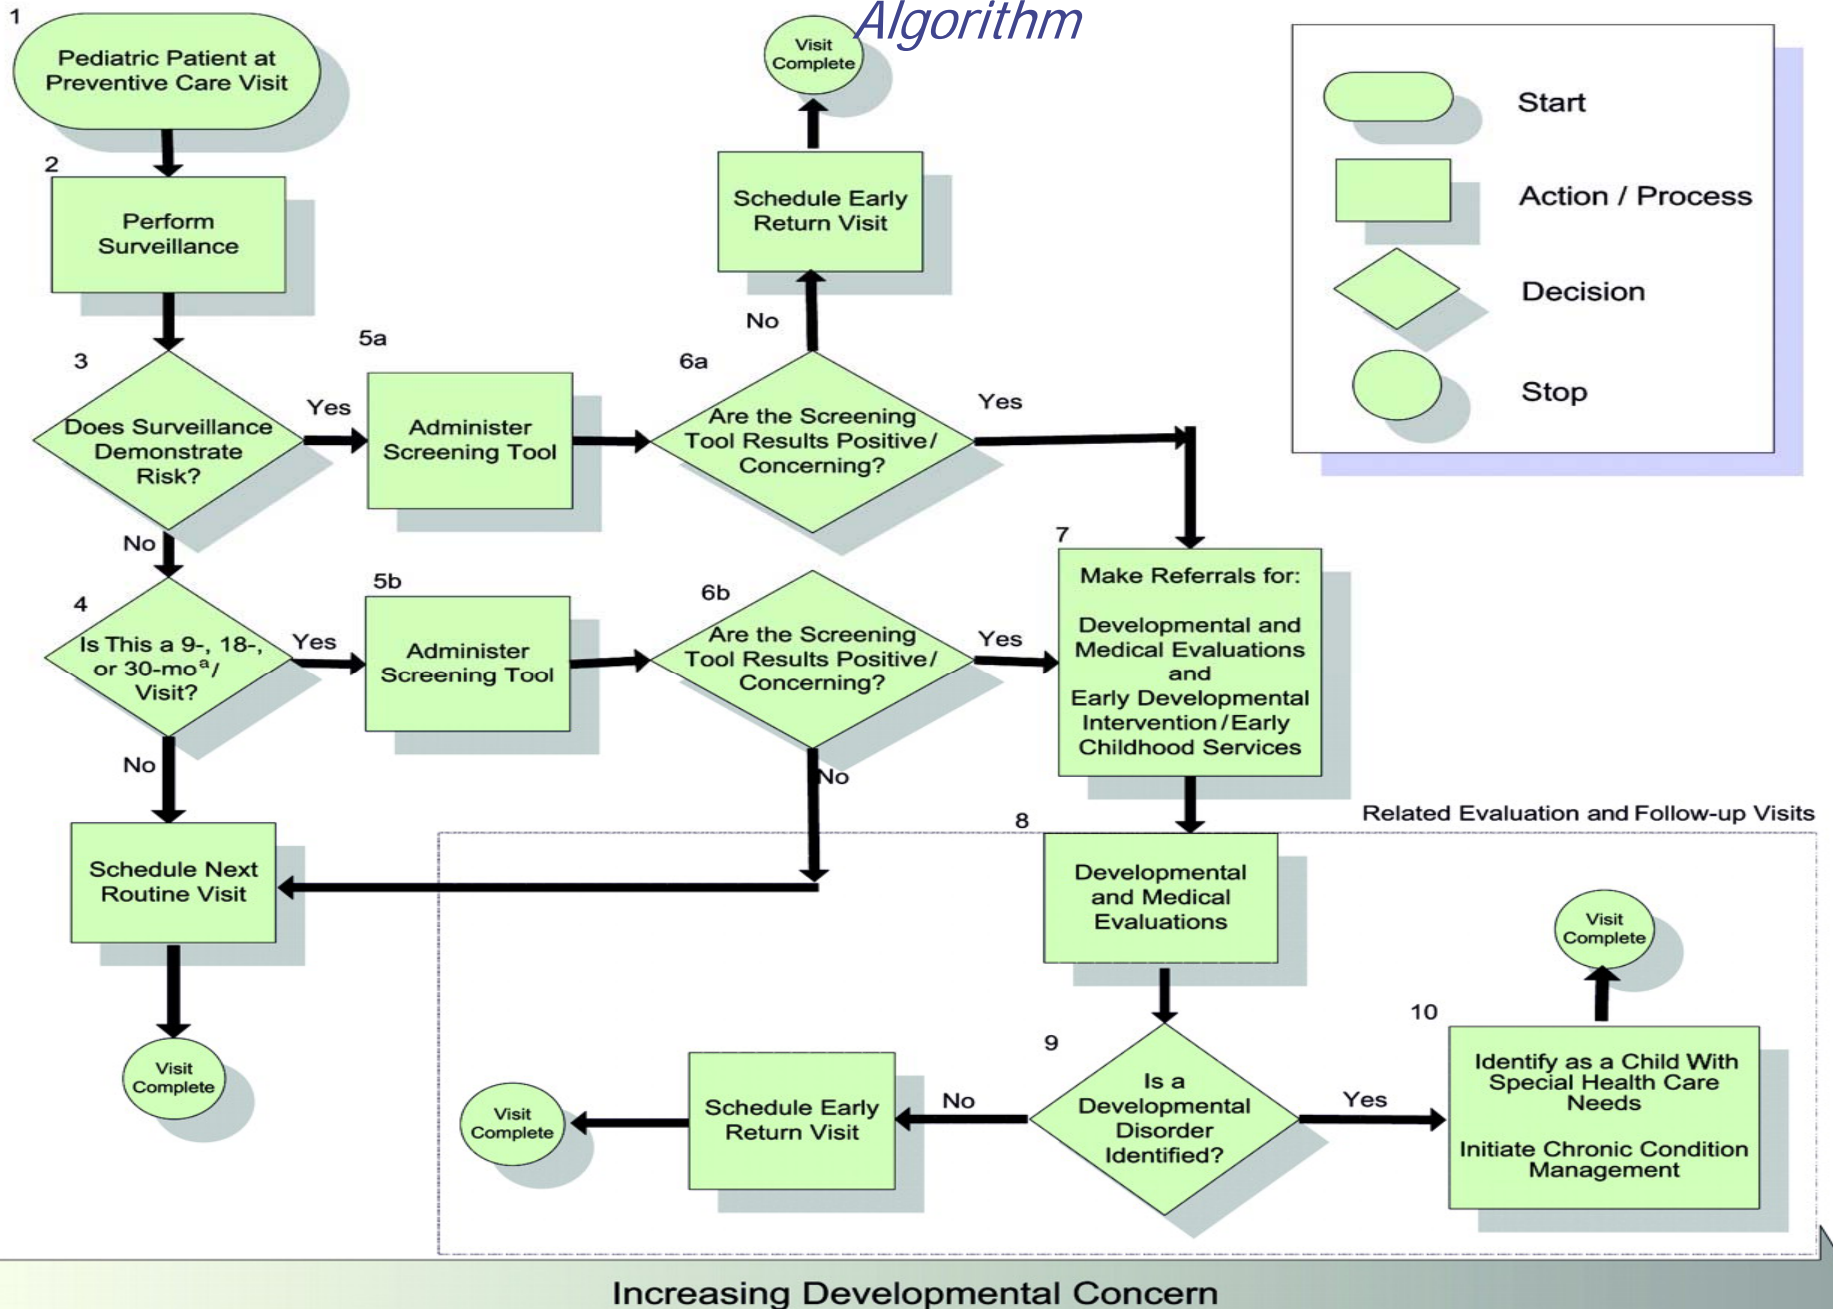 Algorithm
1
Pediatric Patient at
Preventive Care Visit
2
Perform
Surveillance
3
Does Surveillance
Demonstrate
Risk?
Yes
No
5a
Administer
Screening Tool
6a
Are the Screening
Tool Results Positive/
Concerning?
No
Yes
Schedule Early
Return Visit
Visit
Complete
4
Is This a 9-, 18-,
or 30-moᵃ/
Visit?
Yes
No
5b
Administer
Screening Tool
6b
Are the Screening
Tool Results Positive/
Concerning?
Yes
No
7
Make Referrals for:
Developmental and
Medical Evaluations
and
Early Developmental
Intervention/Early
Childhood Services
Schedule Next
Routine Visit
Visit
Complete
Related Evaluation and Follow-up Visits
8
Developmental
and Medical
Evaluations
9
Is a
Developmental
Disorder
Identified?
No
Yes
Schedule Early
Return Visit
Visit
Complete
10
Identify as a Child With
Special Health Care
Needs
Initiate Chronic Condition
Management
Visit
Complete
Start
Action / Process
Decision
Stop
Increasing Developmental Concern